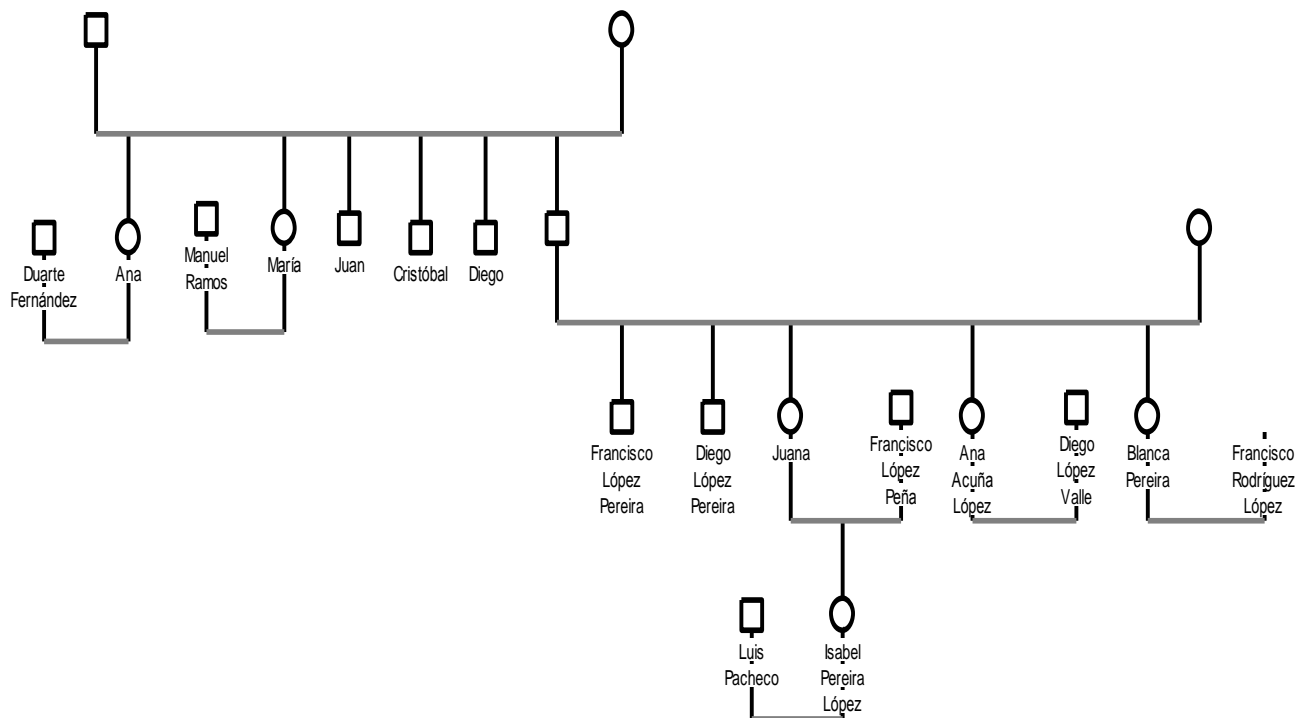 Duarte
Fernández
Ana
Manuel
Ramos
María
Juan
Cristóbal
Diego
Francisco
López
Pereira
Diego
López
Pereira
Juana
Francisco
López
Peña
Ana
Acuña
López
Diego
López
Valle
Blanca
Pereira
Francisco
Rodríguez
López
Luis
Pacheco
Isabel
Pereira
López